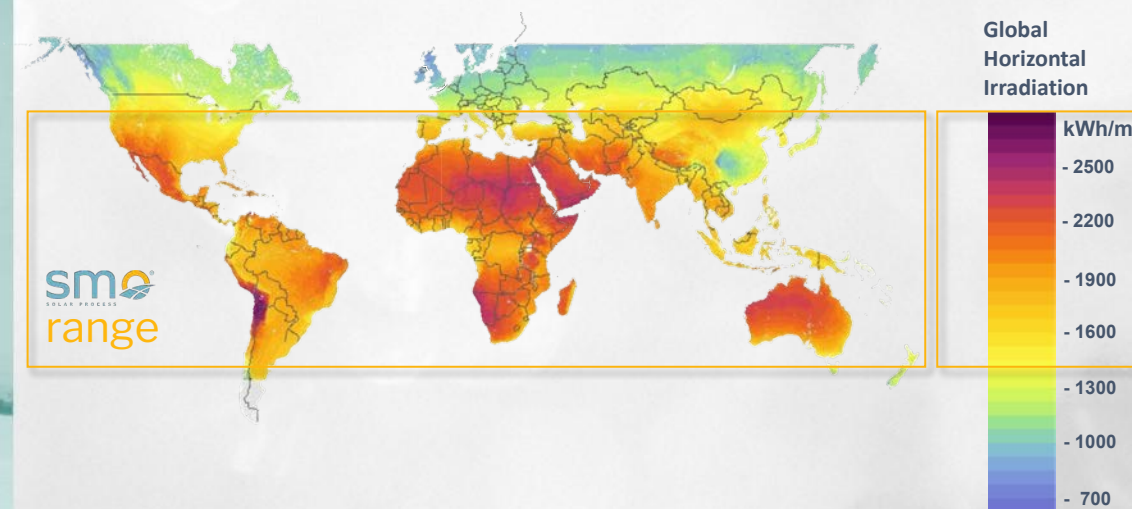 Global
Horizontal
Irradiation
kWh/m
- 2500
- 2200
- 1900
- 1600
- 1300
- 1000
- 700
smo
SOLAR PROCESS
range